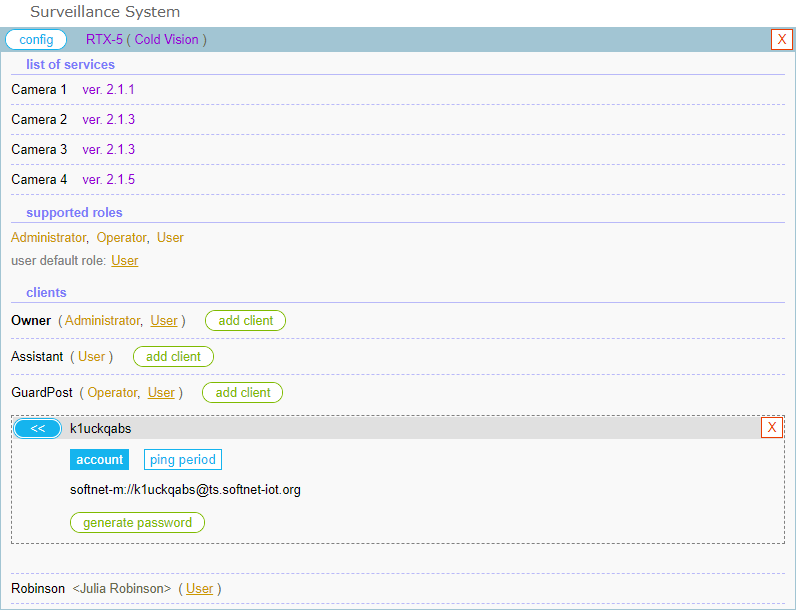 Surveillance System
config RTX-5 ( Cold Vision ) X
list of services
Camera 1 ver. 2.1.1
Camera 2 ver. 2.1.3
Camera 3 ver. 2.1.3
Camera 4 ver. 2.1.5
supported roles
Administrator, Operator, User
user default role: User
clients
Owner ( Administrator, User ) add client
Assistant ( User ) add client
GuardPost ( Operator, User ) add client
<< k1uckqabs X
account ping period
softnet-m://k1uckqabs@ts.softnet-iot.org
generate password
Robinson <Julia Robinson> ( User )